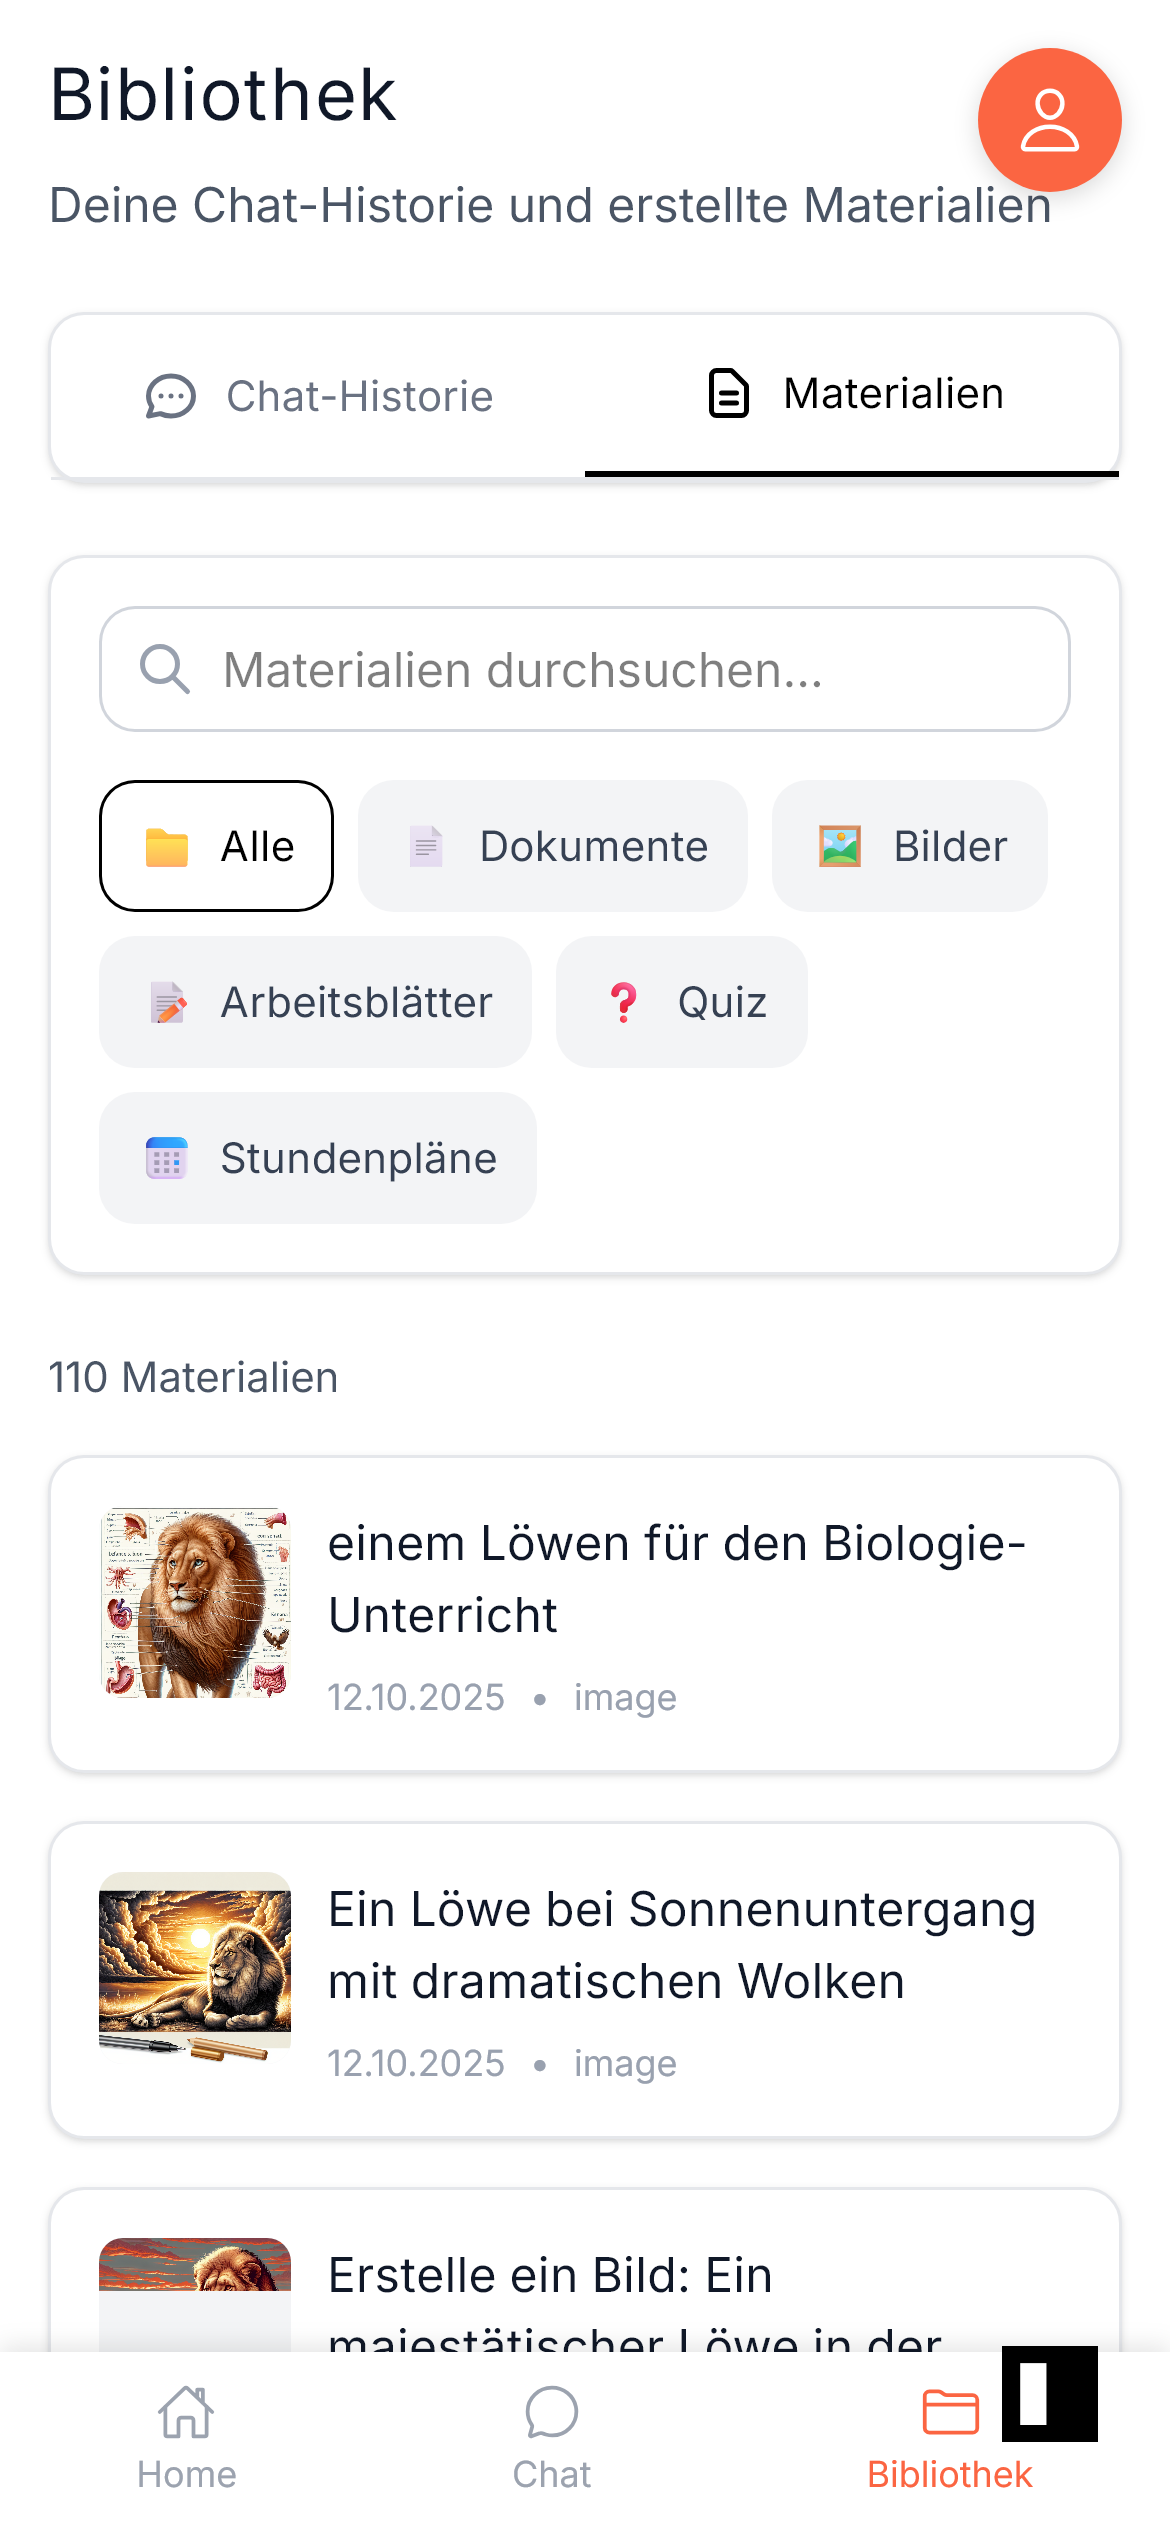 Bibliothek
Deine Chat-Historie und erstellte Materialien
Chat-Historie
Materialien
Materialien durchsuchen...
Alle
Dokumente
Bilder
Arbeitsblätter
Quiz
Stundenpläne
110 Materialien
einem Löwen für den Biologie-
Unterricht
12.10.2025 • image
Ein Löwe bei Sonnenuntergang
mit dramatischen Wolken
12.10.2025 • image
Erstelle ein Bild: Ein
majestätischer Löwe in der
Home
Chat
Bibliothek